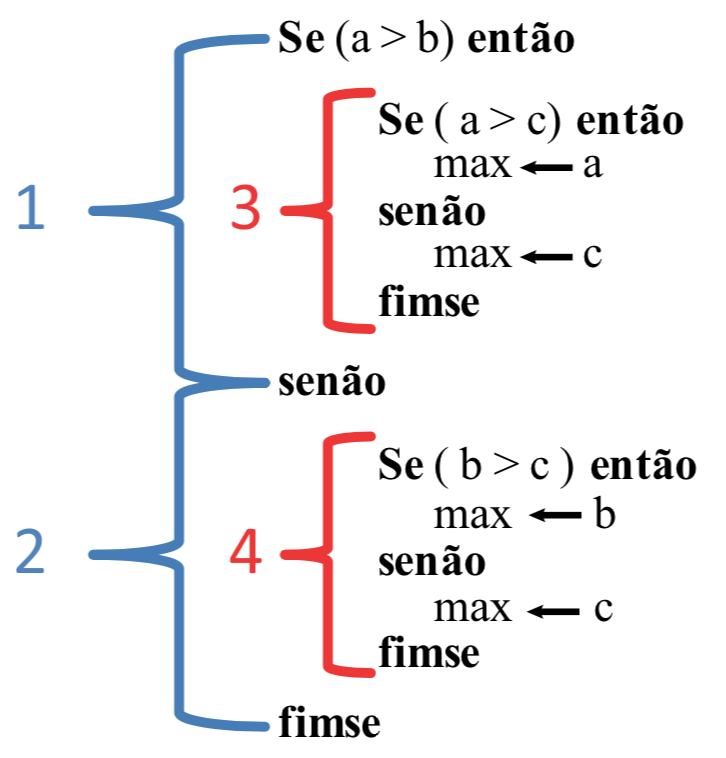 Se (a > b) então
1
3
Se ( a > c) então
max ← a
senão
max ← c
fimse
senão
2
4
Se ( b > c ) então
max ← b
senão
max ← c
fimse
fimse